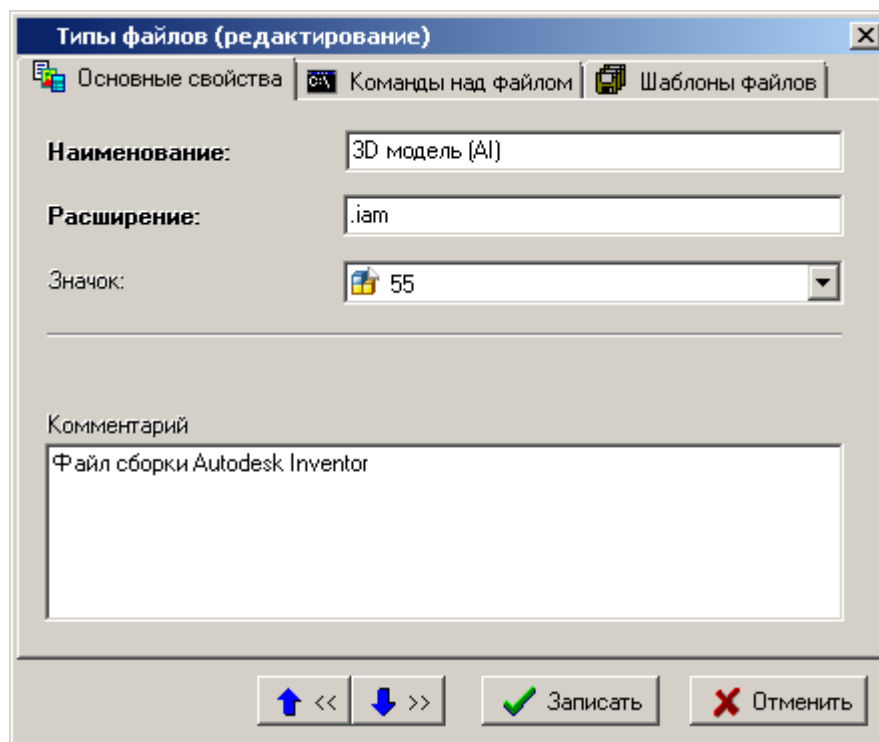 Типы файлов (редактирование)
Основные свойства
Команды над файлом
Шаблоны файлов
Наименование: 3D модель (AI)
Расширение: .iam
Значок: 55
Комментарий
Файл сборки Autodesk Inventor
<< >> Записать Отменить